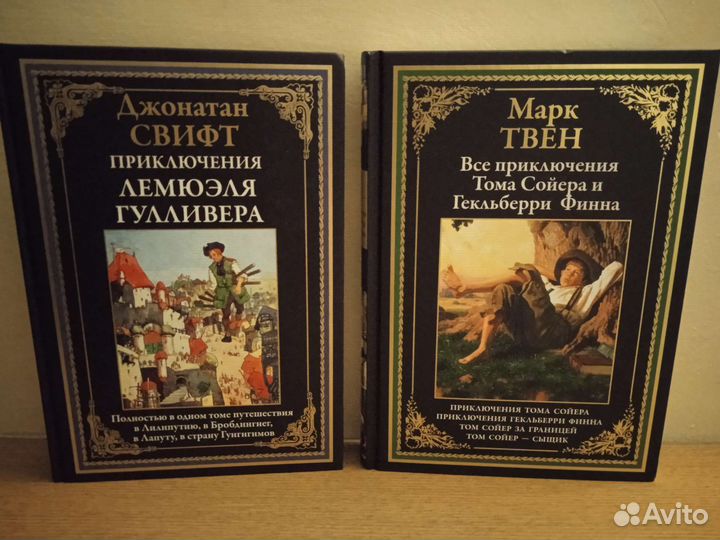 Джонатан
СВИФТ
ПРИКЛЮЧЕНИЯ
ЛЕМЮЭЛЯ
ГУЛЛИВЕРА
Полностью в одном томе путешествия
в Лилипутию, в Бробдингнег,
в Лапуту, в страну Гуигнгнмов
Марк
ТВЕН
Все приключения
Тома Сойера и
Гекльберри Финна
ПРИКЛЮЧЕНИЯ ТОМА СОЙЕРА
ПРИКЛЮЧЕНИЯ ГЕКЛЬБЕРРИ ФИННА
ТОМ СОЙЕР ЗА ГРАНИЦЕЙ
ТОМ СОЙЕР — СЫЩИК
Avito